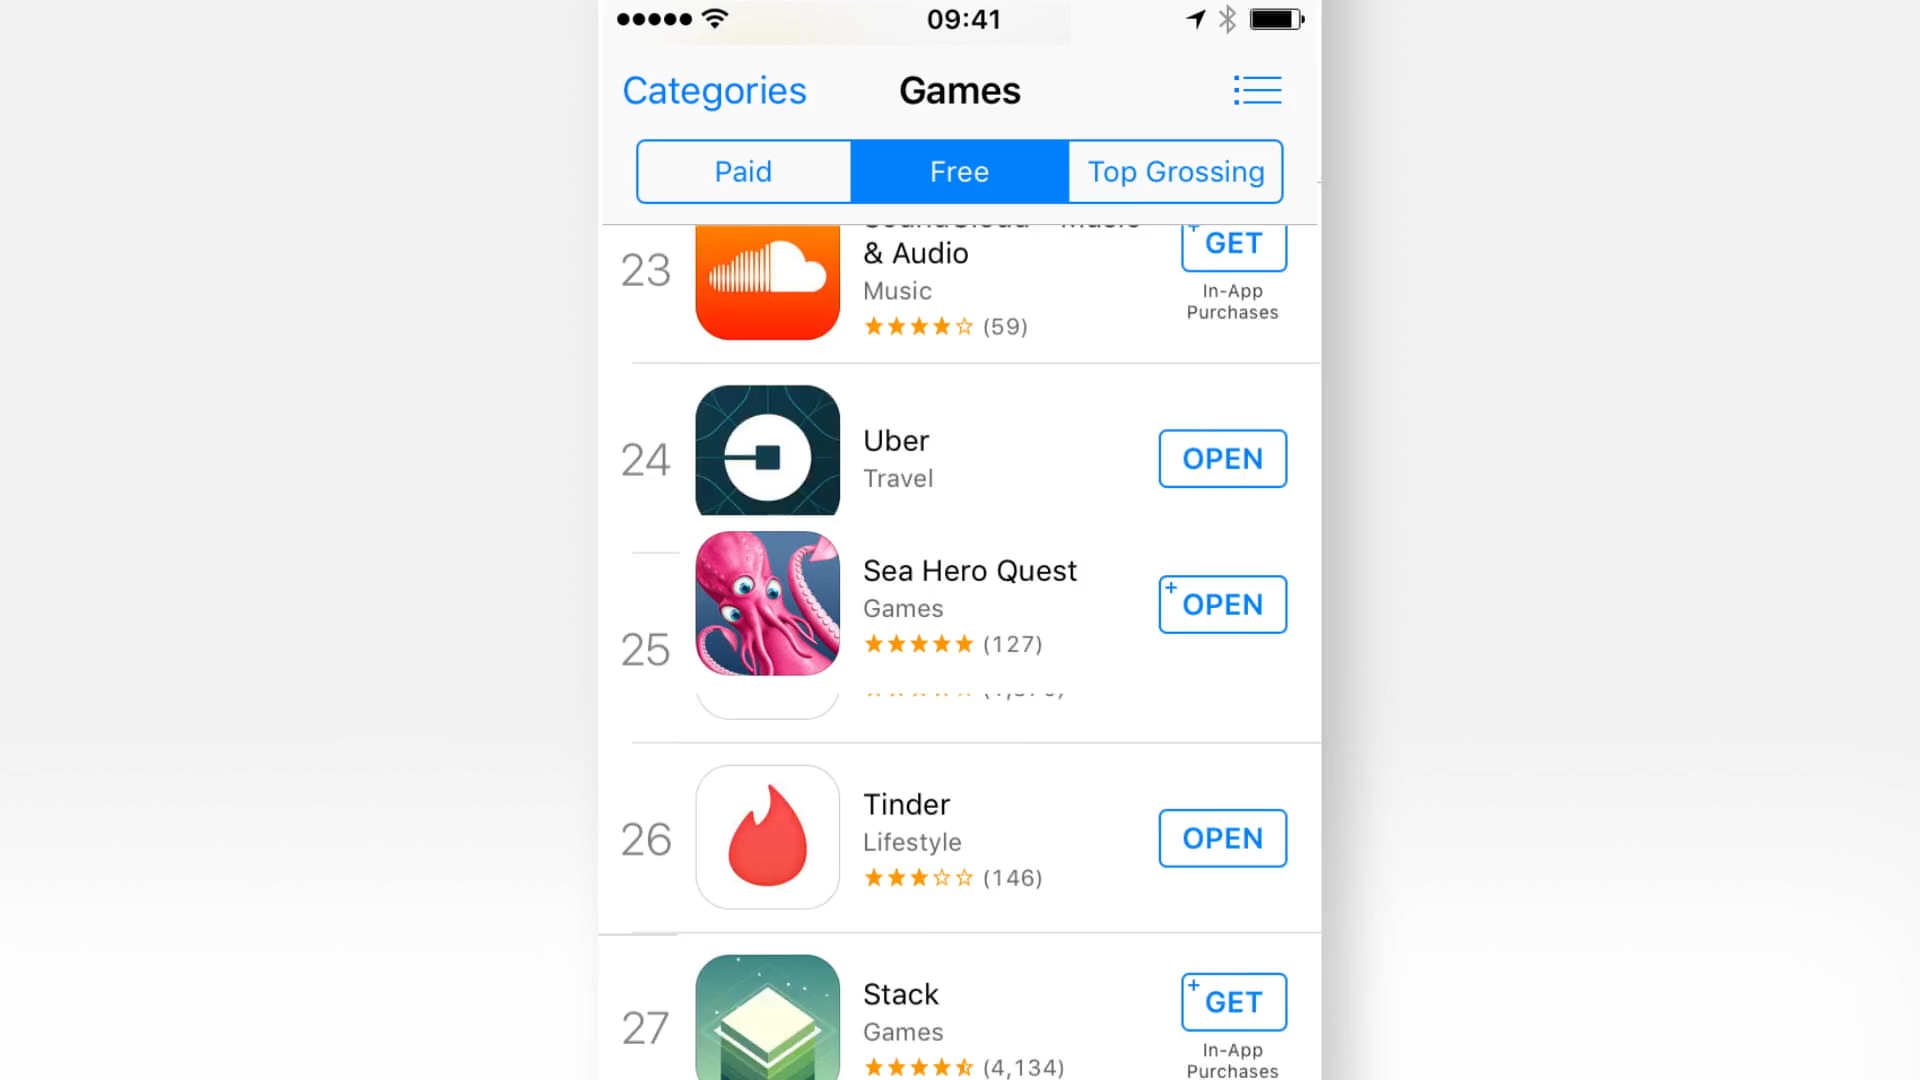 09:41
Categories
Games
Paid
Free
Top Grossing
23
& Audio
Music
(59)
GET
In-App
Purchases
24
Uber
Travel
OPEN
25
Sea Hero Quest
Games
(127)
+
OPEN
26
Tinder
Lifestyle
(146)
OPEN
27
Stack
Games
(4,134)
+
GET
In-App
Purchases